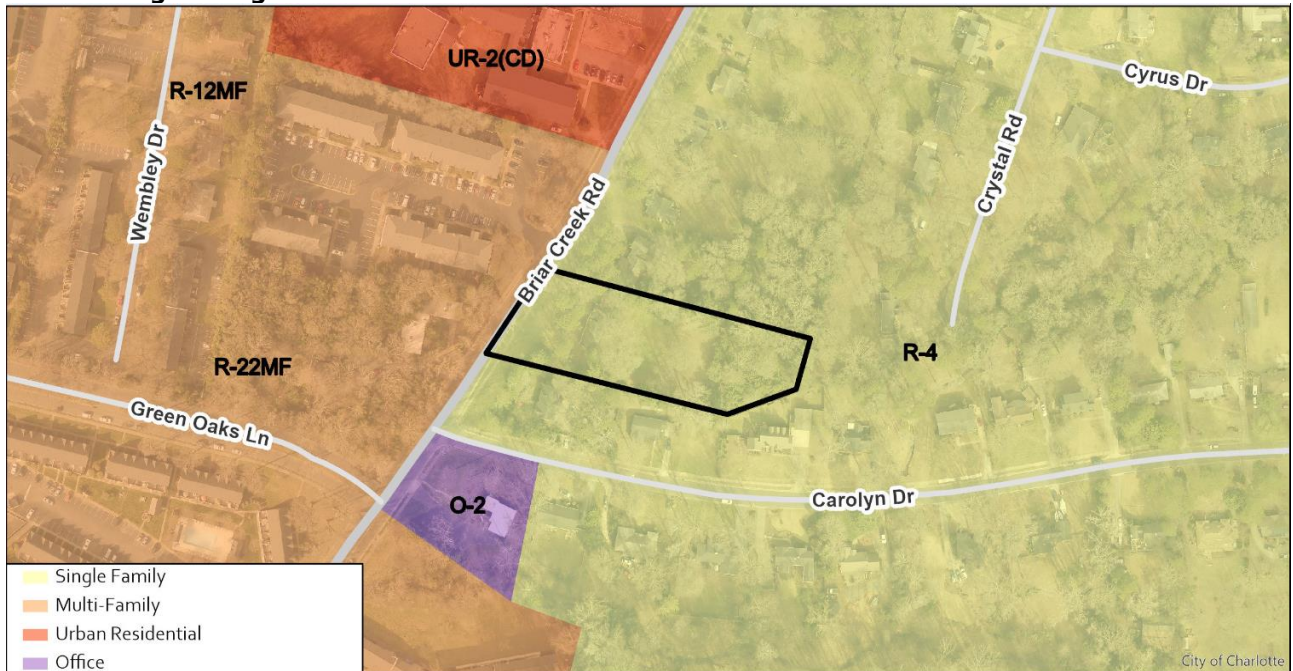 UR-2(CD)
R-12MF
Cyrus Dr
Wembley Dr
Crystal Rd
Briar Creek Rd
R-4
R-22MF
Green Oaks Ln
Carolyn Dr
O-2
Single Family
Multi-Family
Urban Residential
Office
City of Charlotte